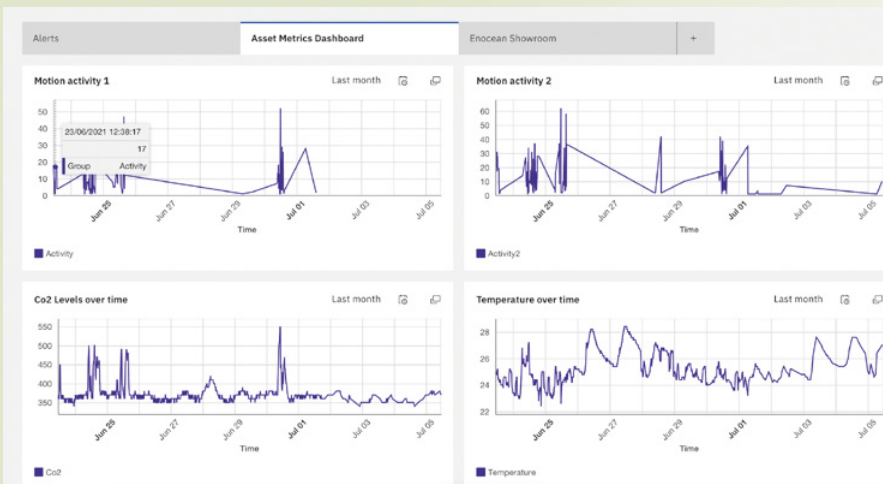 Alerts
Asset Metrics Dashboard
Enocean Showroom
+
Motion activity 1
Last month
50
40
30
20
10
0
23/06/2021 12:38:17
17
Group
Activity
Jun 25
Jun 27
Jun 29
Jul 01
Jul 03
Jul 05
Time
Activity
Motion activity 2
Last month
60
50
40
30
20
10
0
Jun 25
Jun 27
Jun 29
Jul 01
Jul 03
Jul 05
Time
Activity2
Co2 Levels over time
Last month
550
500
450
400
350
Jun 25
Jun 27
Jun 29
Jul 01
Jul 03
Jul 05
Time
Co2
Temperature over time
Last month
28
26
24
22
Jun 25
Jun 27
Jun 29
Jul 01
Jul 03
Jul 05
Time
Temperature